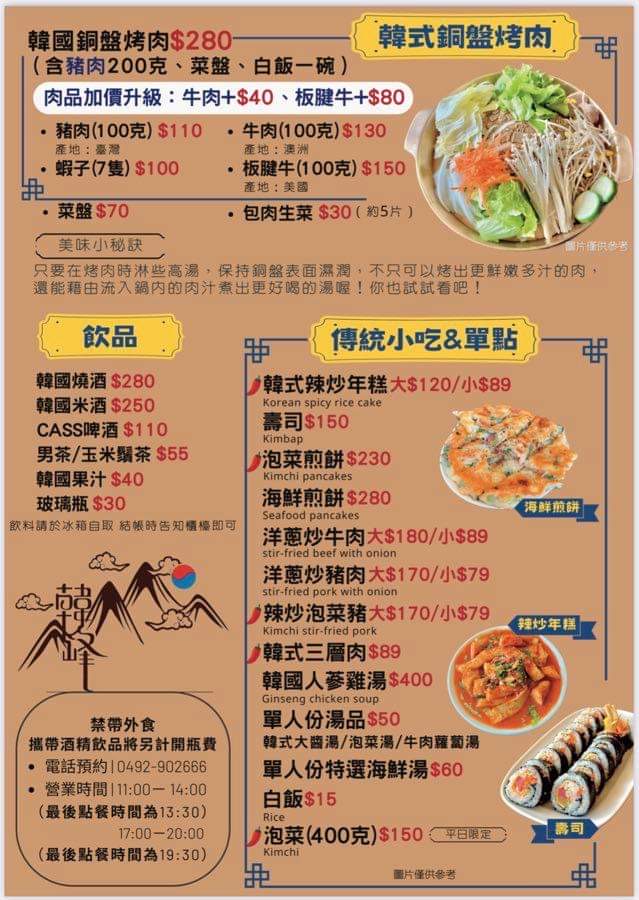 韓式銅盤烤肉
韓國銅盤烤肉$280
(含豬肉200克、菜盤、白飯一碗)
肉品加價升級：牛肉+$40、板腱牛+$80
• 豬肉(100克) $110
產地：臺灣
• 牛肉(100克) $130
產地：澳洲
• 蝦子(7隻) $100
• 板腱牛(100克) $150
產地：美國
• 菜盤 $70
• 包肉生菜 $30 (約5片)
圖片僅供參考
美味小秘訣
只要在烤肉時淋些高湯，保持銅盤表面濕潤，不只可以烤出更鮮嫩多汁的肉，
還能藉由流入鍋內的肉汁煮出更好喝的湯喔！你也試試看吧！
飲品
韓國燒酒 $280
韓國米酒 $250
CASS啤酒 $110
男茶/玉米鬚茶 $55
韓國果汁 $40
玻璃瓶 $30
飲料請於冰箱自取 結帳時告知櫃檯即可
韓峰
禁帶外食
攜帶酒精飲品將另計開瓶費
• 電話預約|0492-902666
• 營業時間|11:00－14:00
(最後點餐時間為13:30)
17:00－20:00
(最後點餐時間為19:30)
傳統小吃&單點
韓式辣炒年糕 大$120/小$89
Korean spicy rice cake
壽司$150
Kimbap
泡菜煎餅$230
Kimchi pancakes
海鮮煎餅$280
Seafood pancakes
洋蔥炒牛肉大$180/小$89
stir-fried beef with onion
洋蔥炒豬肉大$170/小$79
stir-fried pork with onion
辣炒泡菜豬大$170/小$79
Kimchi stir-fried pork
韓式三層肉$89
韓國人蔘雞湯$400
Ginseng chicken soup
單人份湯品$50
韓式大醬湯/泡菜湯/牛肉蘿蔔湯
單人份特選海鮮湯$60
白飯$15
Rice
泡菜(400克)$150 平日限定
Kimchi
海鮮煎餅
辣炒年糕
壽司
圖片僅供參考